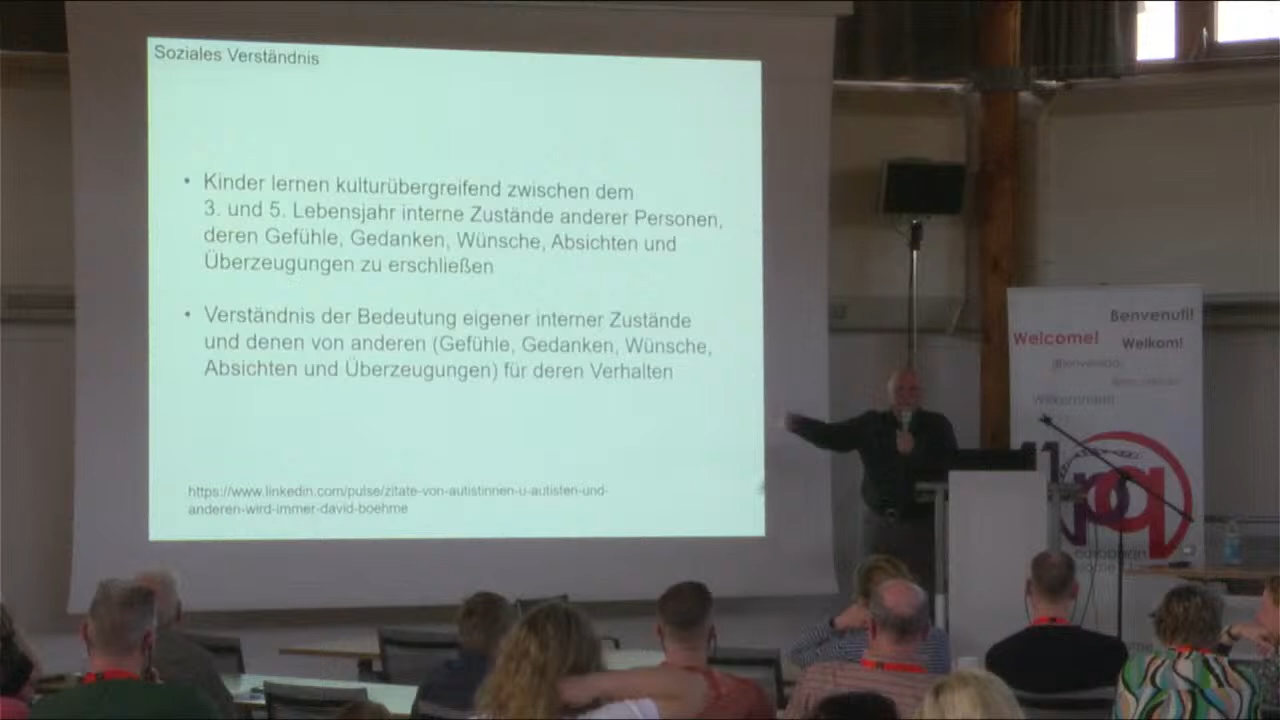 Soziales Verständnis
• Kinder lernen kulturübergreifend zwischen dem
3. und 5. Lebensjahr interne Zustände anderer Personen,
deren Gefühle, Gedanken, Wünsche, Absichten und
Überzeugungen zu erschließen
• Verständnis der Bedeutung eigener interner Zustände
und denen von anderen (Gefühle, Gedanken, Wünsche,
Absichten und Überzeugungen) für deren Verhalten
https://www.linkedin.com/pulse/zitate-von-autistinnen-u-autisten-und-
anderen-wird-immer-david-boehme
Benvenuti!
Welcome! Welkom!
¡Bienvenido!
Willkommen!